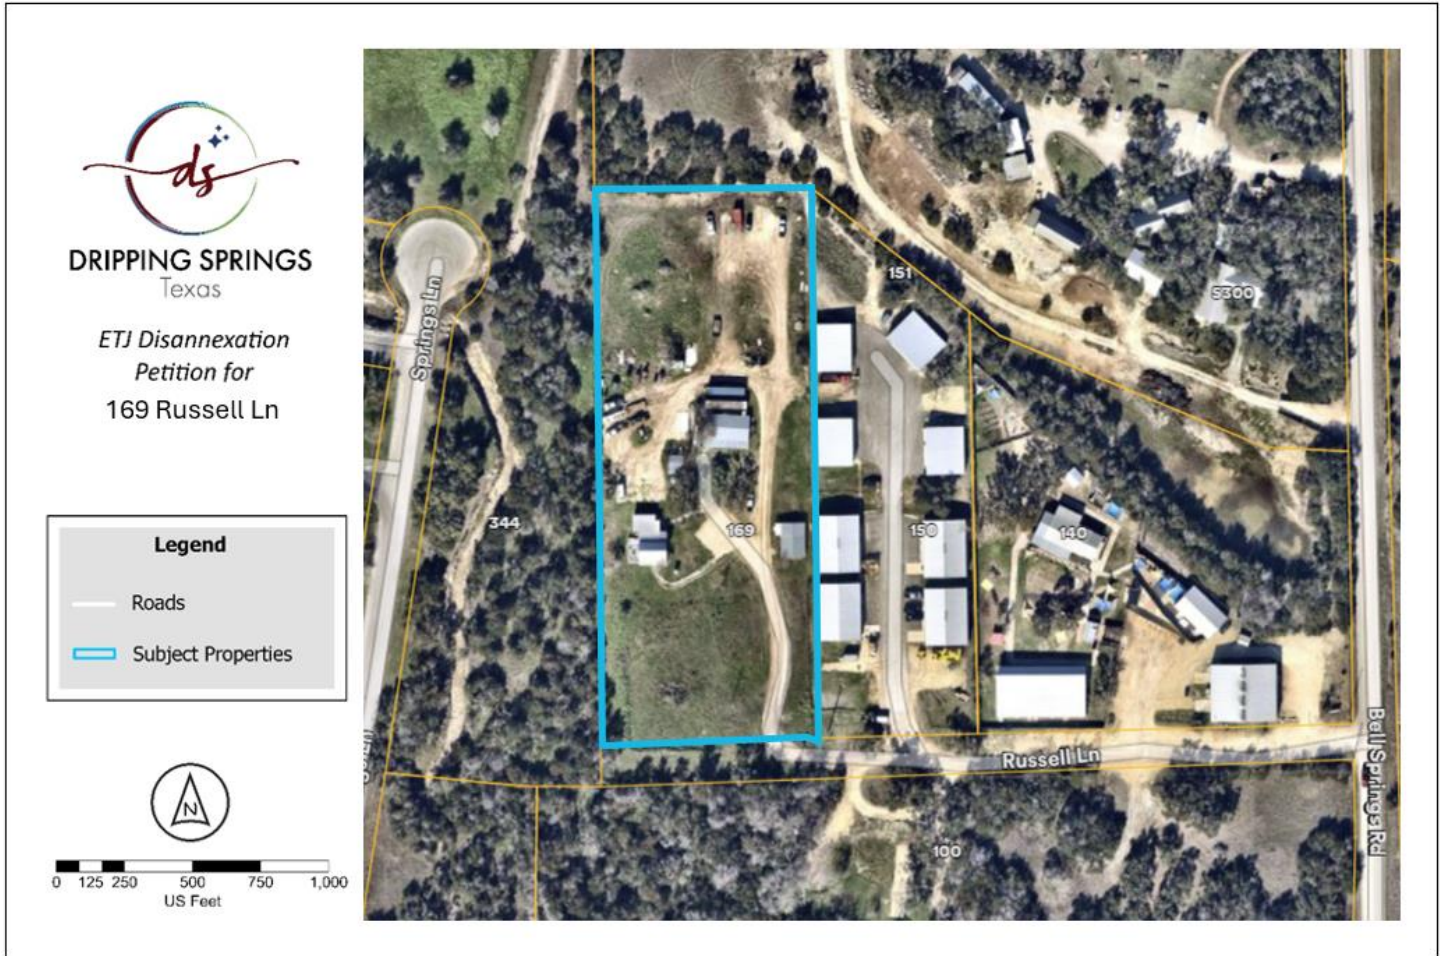 ds
DRIPPING SPRINGS
Texas
ETJ Disannexation
Petition for
169 Russell Ln
Legend
Roads
Subject Properties
N
0 125 250 500 750 1,000
US Feet
Springs Ln
344
169
151
150
140
5300
Russell Ln
Bell Springs Rd
100